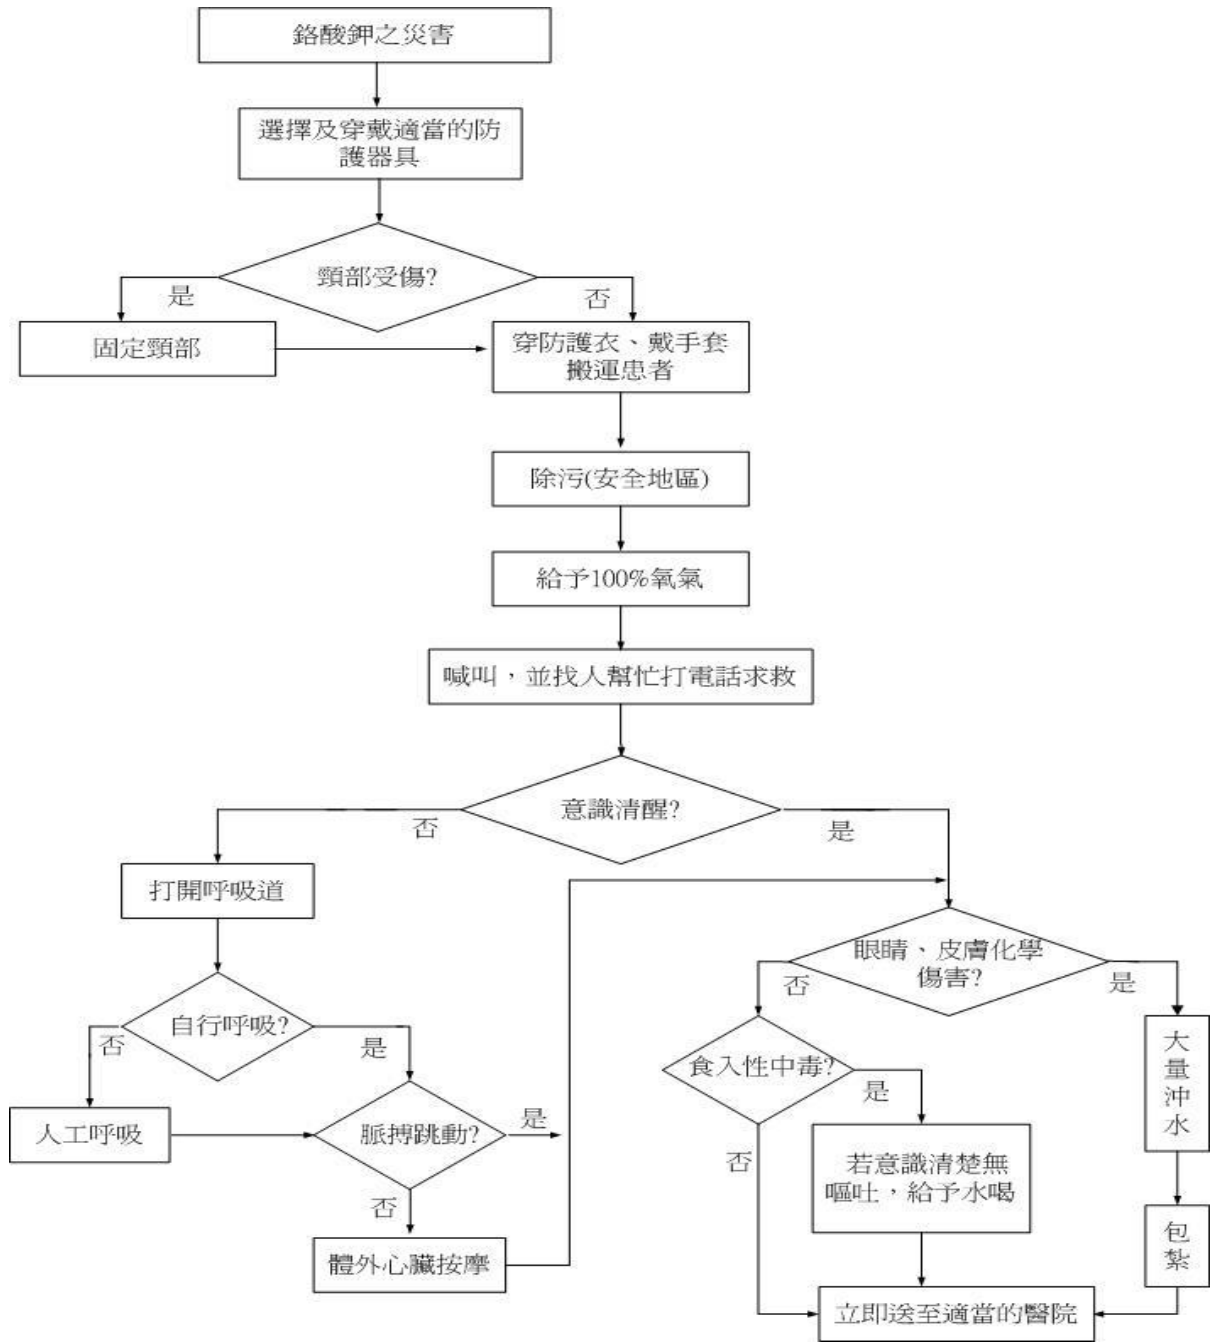 鉻酸鉀之災害
選擇及穿戴適當的防
護器具
頸部受傷?
是
否
固定頸部
穿防護衣、戴手套
搬運患者
除污(安全地區)
給予100%氧氣
喊叫，並找人幫忙打電話求救
意識清醒?
否
是
打開呼吸道
眼睛、皮膚化學
傷害?
否
是
自行呼吸?
否
是
食入性中毒?
是
否
大
量
沖
水
人工呼吸
脈搏跳動?
是
否
若意識清楚無
嘔吐，給予水喝
包
紮
體外心臟按摩
立即送至適當的醫院